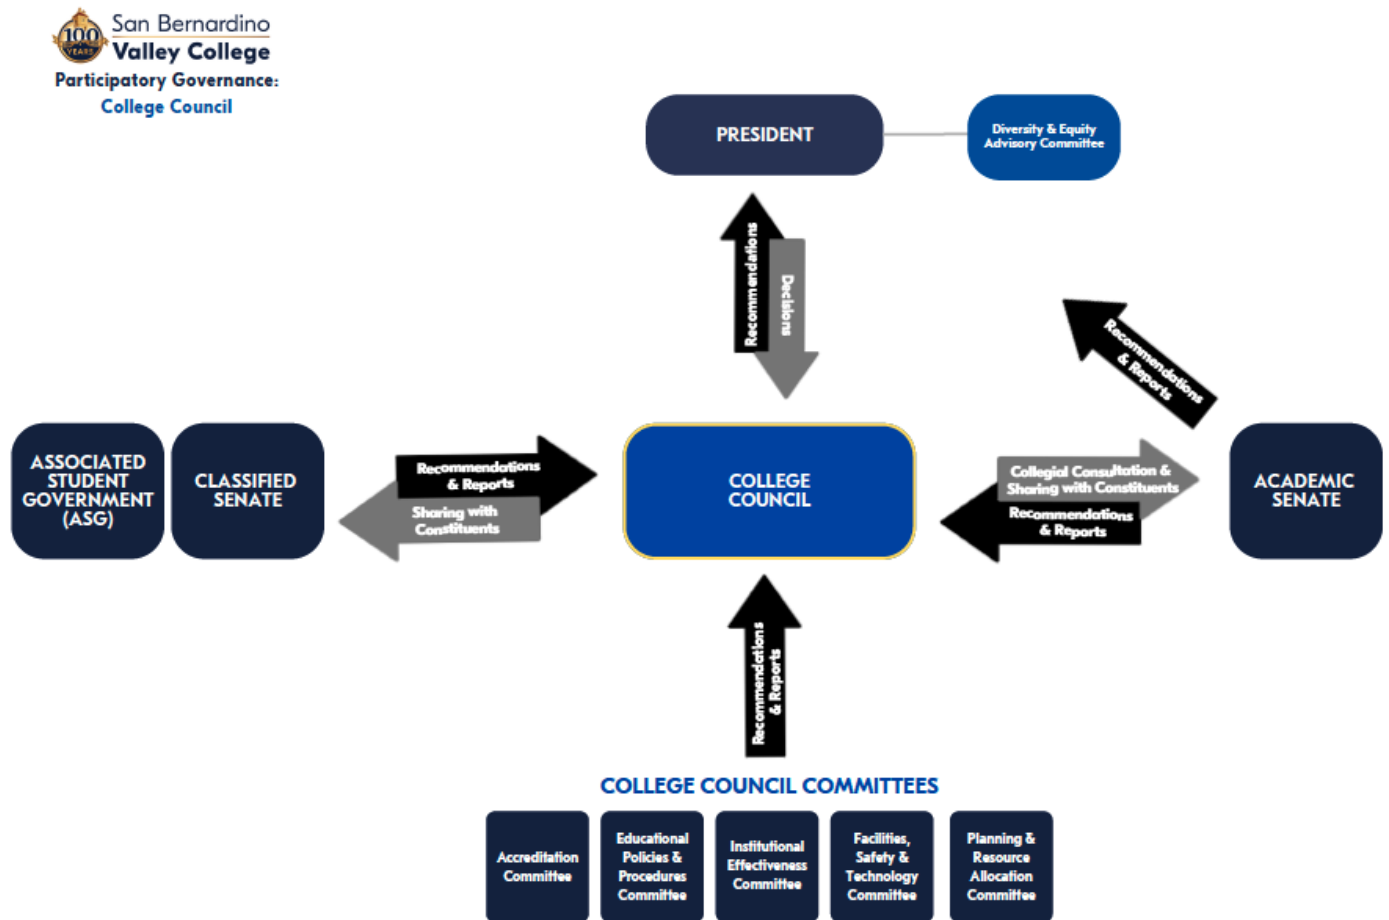 100
YEARS
San Bernardino
Valley College
Participatory Governance:
College Council
PRESIDENT
Diversity & Equity
Advisory Committee
Recommendations
Decisions
Recommendations
& Reports
ASSOCIATED
STUDENT
GOVERNMENT
(ASG)
CLASSIFIED
SENATE
Recommendations
& Reports
Sharing with
Constituents
COLLEGE
COUNCIL
Collegial Consultation &
Sharing with Constituents
Recommendations
& Reports
ACADEMIC
SENATE
Recommendations
& Reports
COLLEGE COUNCIL COMMITTEES
Accreditation
Committee
Educational
Policies &
Procedures
Committee
Institutional
Effectiveness
Committee
Facilities,
Safety &
Technology
Committee
Planning &
Resource
Allocation
Committee